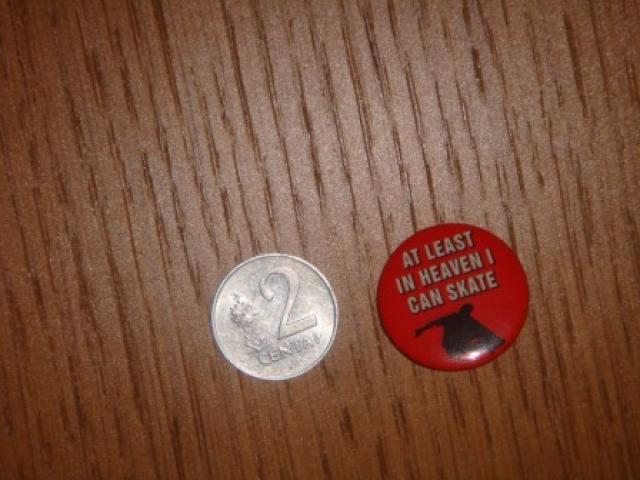 2
CENTAI
AT LEAST
IN HEAVEN I
CAN SKATE